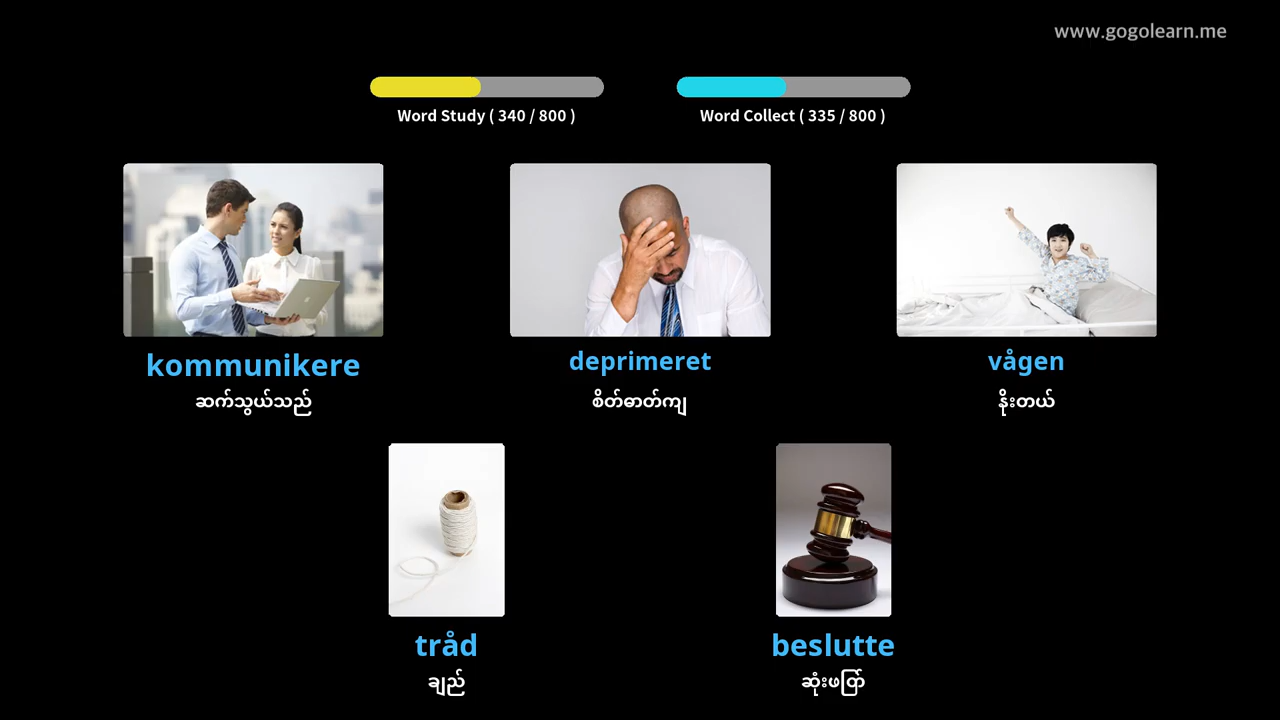 www.gogolearn.me
Word Study ( 340 / 800 )
Word Collect ( 335 / 800 )
kommunikere
deprimeret
vågen
ဆက်သွယ်သည်
စိတ်ဓာတ်ကျ
နိုးတယ်
tråd
beslutte
ချည်
ဆုံးဖြတ်